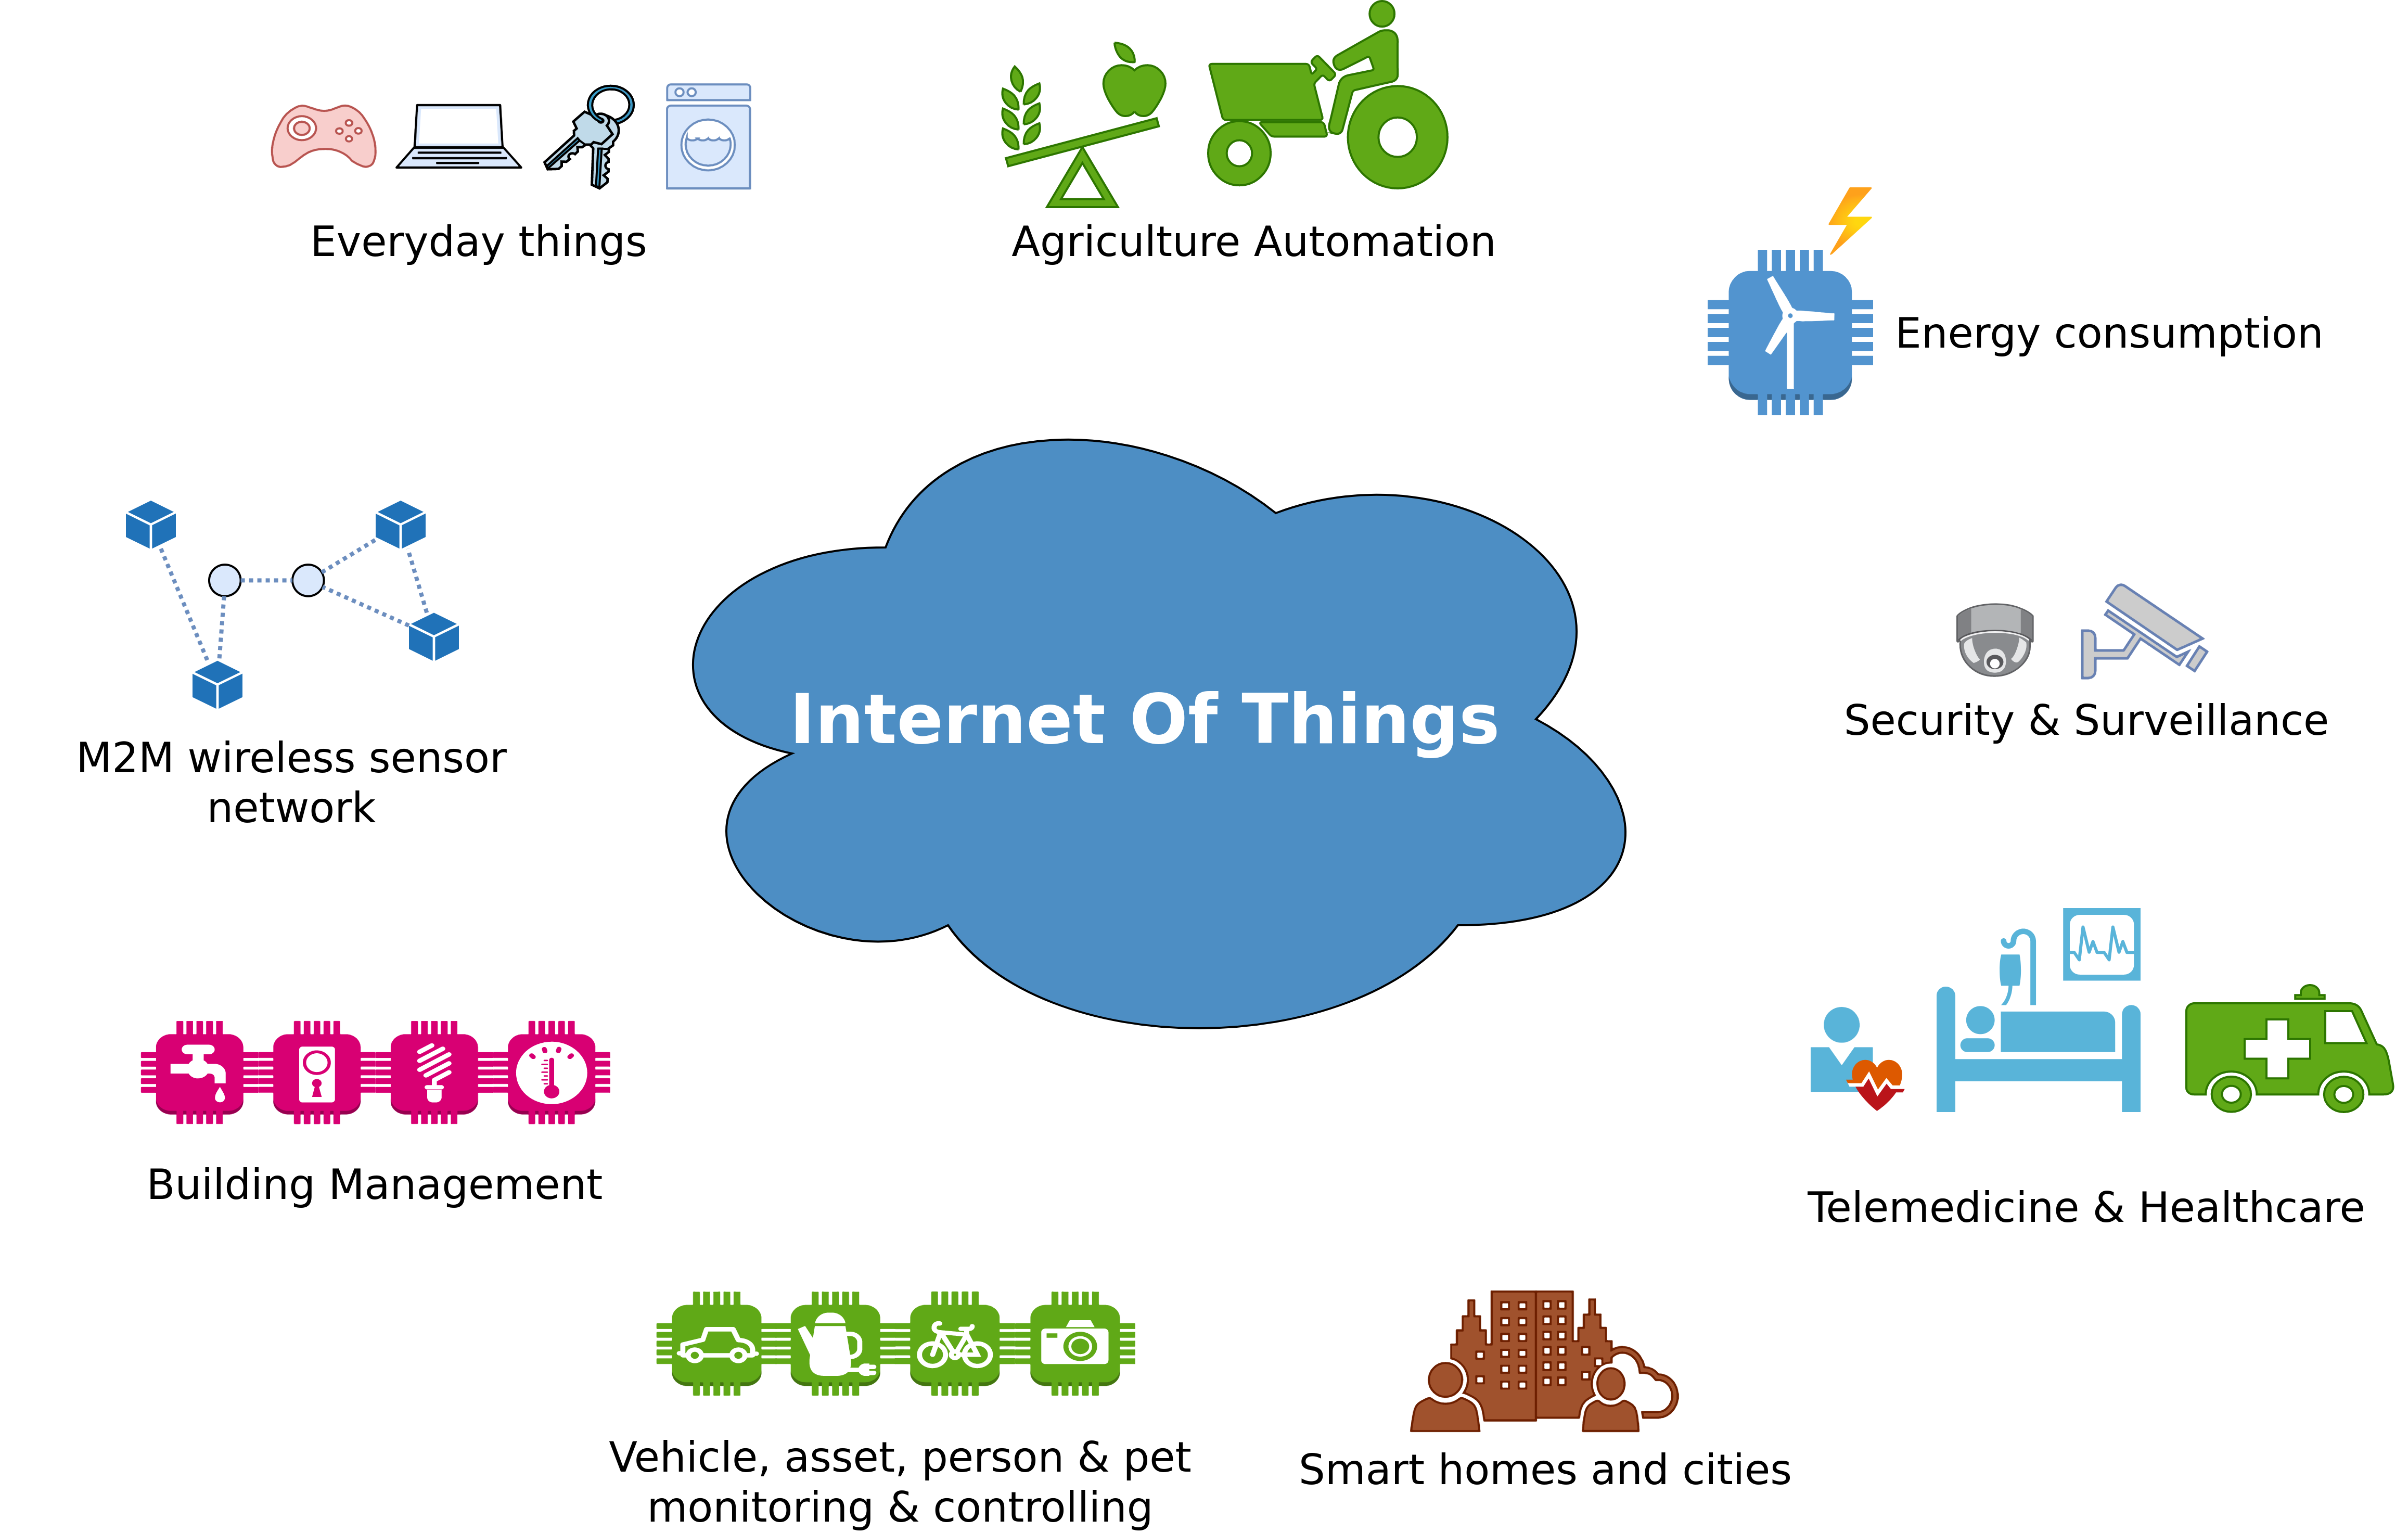 Everyday things
Agriculture Automation
Energy consumption
Internet Of Things
Security & Surveillance
M2M wireless sensor
network
Building Management
Telemedicine & Healthcare
Vehicle, asset, person & pet
monitoring & controlling
Smart homes and cities